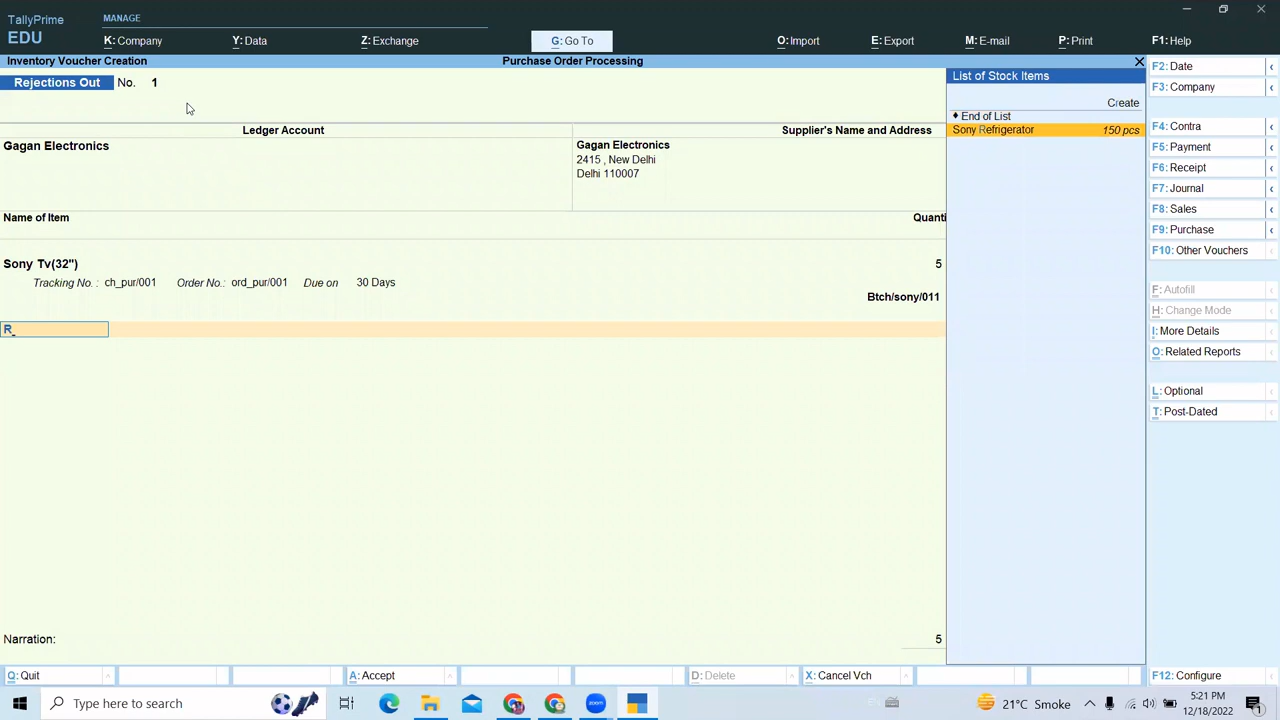 TallyPrime
EDU
MANAGE
K: Company
Y: Data
Z: Exchange
G: Go To
O: Import
E: Export
M: E-mail
P: Print
F1: Help
Inventory Voucher Creation
Purchase Order Processing
Rejections Out No. 1
Ledger Account
Supplier's Name and Address
Gagan Electronics
Gagan Electronics
2415 , New Delhi
Delhi 110007
Name of Item
Quanti
Sony Tv(32")
5
Tracking No. : ch_pur/001 Order No.: ord_pur/001 Due on 30 Days
Btch/sony/011
R_
Narration:
5
List of Stock Items
Create
♦ End of List
Sony Refrigerator 150 pcs
F2: Date
F3: Company
F4: Contra
F5: Payment
F6: Receipt
F7: Journal
F8: Sales
F9: Purchase
F10: Other Vouchers
F: Autofill
H: Change Mode
I: More Details
O: Related Reports
L: Optional
T: Post-Dated
Q: Quit
A: Accept
D: Delete
X: Cancel Vch
F12: Configure
Type here to search
zoom
21°C Smoke
5:21 PM
12/18/2022
1